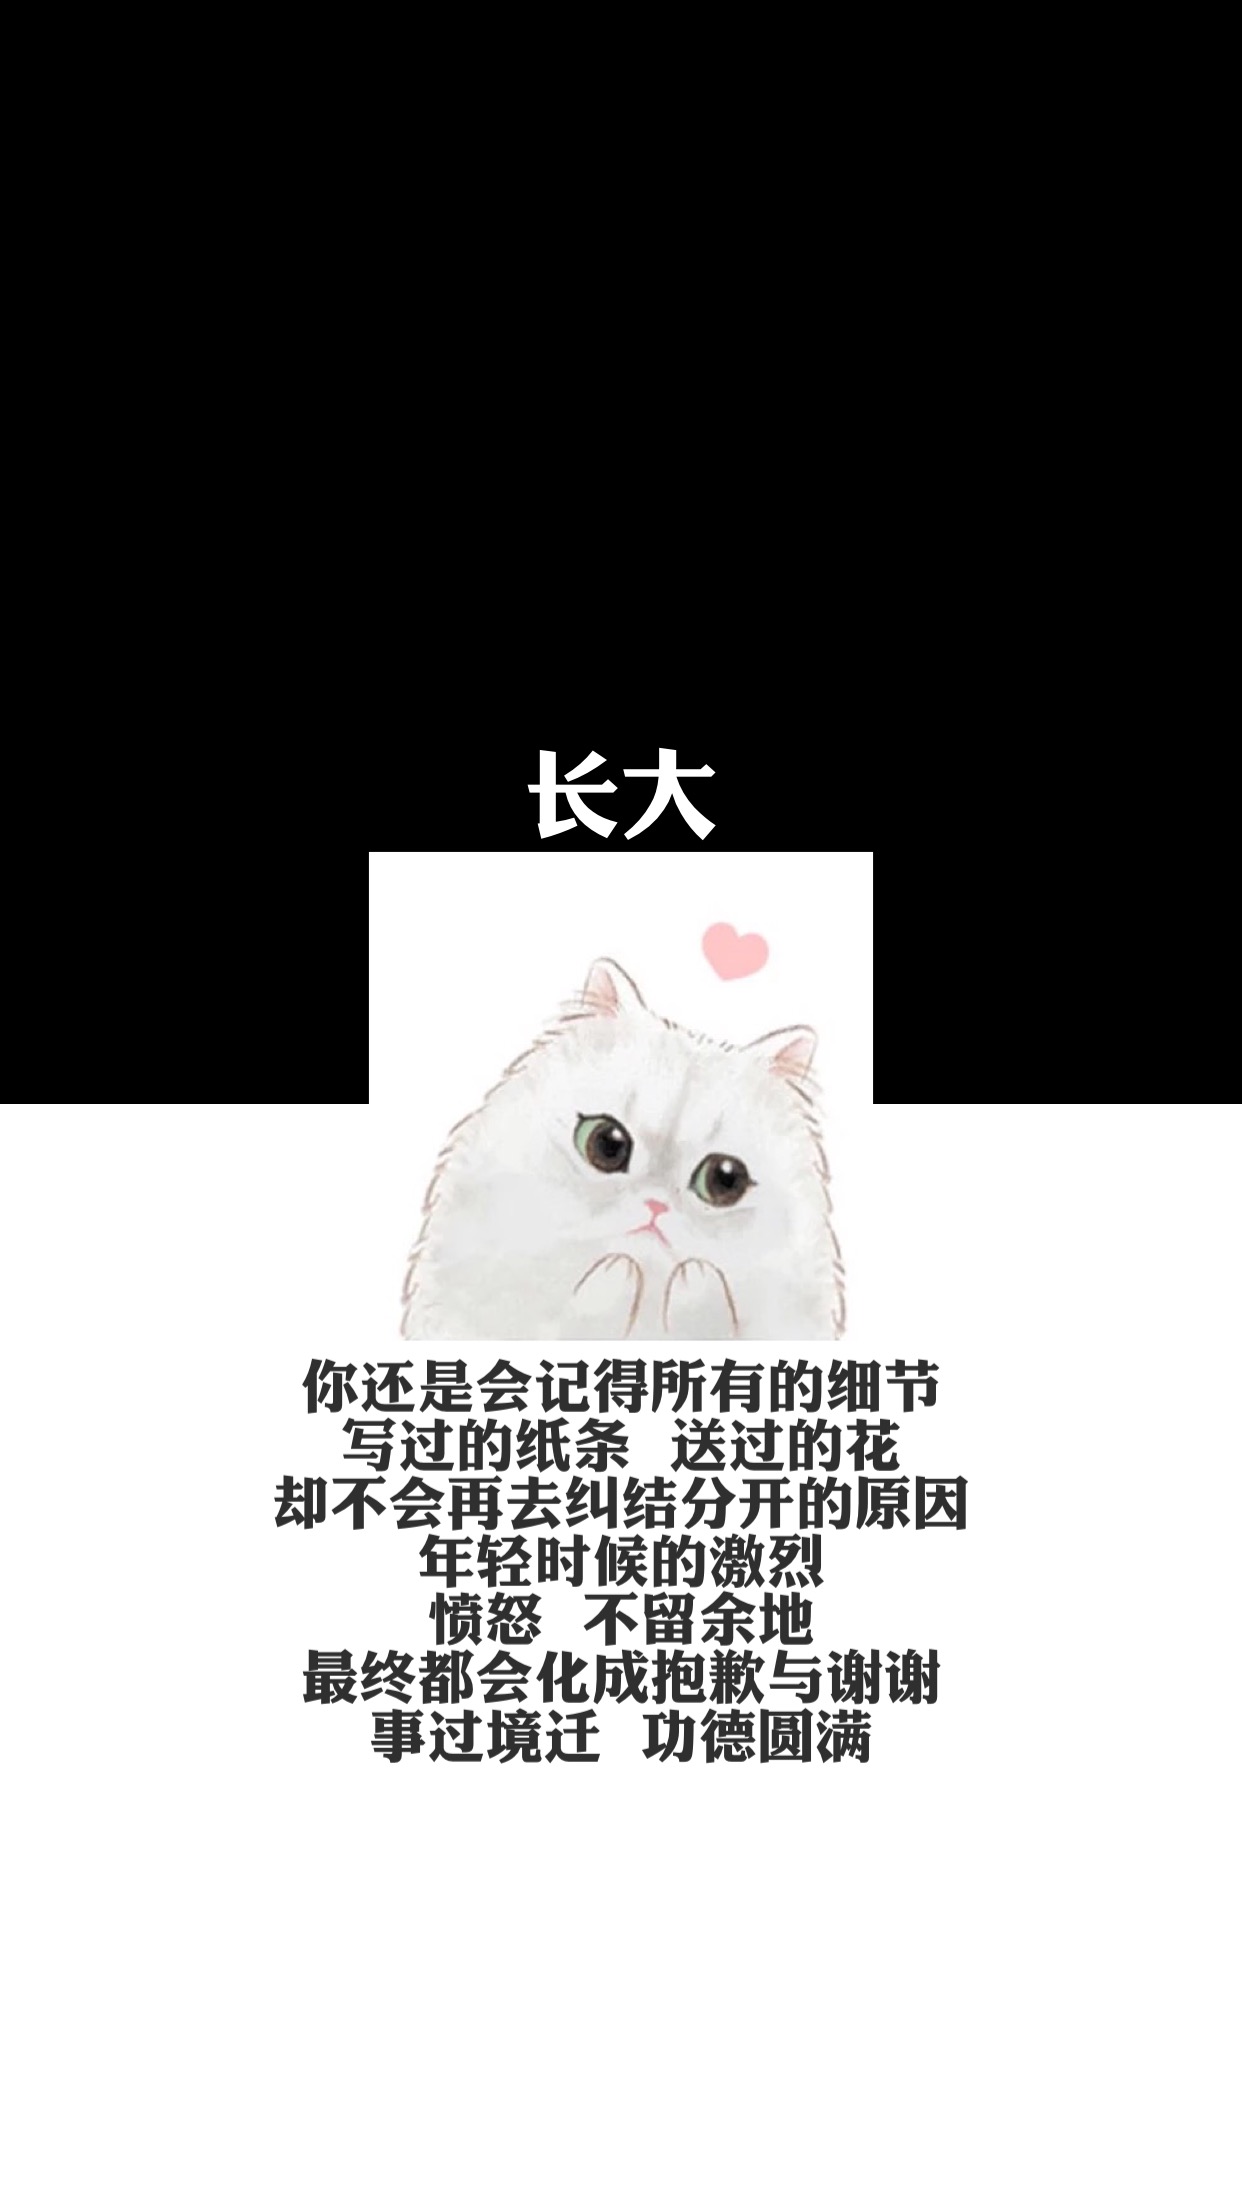 长大
你还是会记得所有的细节
写过的纸条 送过的花
却不会再去纠结分开的原因
年轻时候的激烈
愤怒 不留余地
最终都会化成抱歉与谢谢
事过境迁 功德圆满